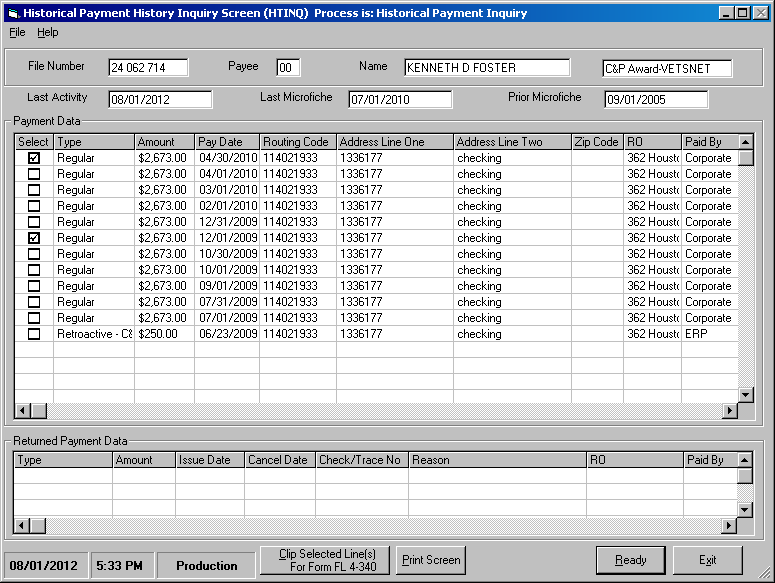 Historical Payment History Inquiry Screen (HTINQ) Process is: Historical Payment Inquiry
File Help
File Number 24 062 714 Payee 00 Name KENNETH D FOSTER C&P Award-VETSNET
Last Activity 08/01/2012 Last Microfiche 07/01/2010 Prior Microfiche 09/01/2005
Payment Data
Select Type Amount Pay Date Routing Code Address Line One Address Line Two Zip Code RO Paid By
Regular $2,673.00 04/30/2010 114021933 1336177 checking 362 Housto Corporate
Regular $2,673.00 04/01/2010 114021933 1336177 checking 362 Housto Corporate
Regular $2,673.00 03/01/2010 114021933 1336177 checking 362 Housto Corporate
Regular $2,673.00 02/01/2010 114021933 1336177 checking 362 Housto Corporate
Regular $2,673.00 12/31/2009 114021933 1336177 checking 362 Housto Corporate
Regular $2,673.00 12/01/2009 114021933 1336177 checking 362 Housto Corporate
Regular $2,673.00 10/30/2009 114021933 1336177 checking 362 Housto Corporate
Regular $2,673.00 10/01/2009 114021933 1336177 checking 362 Housto Corporate
Regular $2,673.00 09/01/2009 114021933 1336177 checking 362 Housto Corporate
Regular $2,673.00 07/31/2009 114021933 1336177 checking 362 Housto Corporate
Regular $2,673.00 07/01/2009 114021933 1336177 checking 362 Housto Corporate
Retroactive - C& $250.00 06/23/2009 114021933 1336177 checking 362 Housto ERP
Returned Payment Data
Type Amount Issue Date Cancel Date Check/Trace No Reason RO Paid By
08/01/2012 5:33 PM Production Clip Selected Line(s) Print Screen Ready Exit
For Form FL 4-340